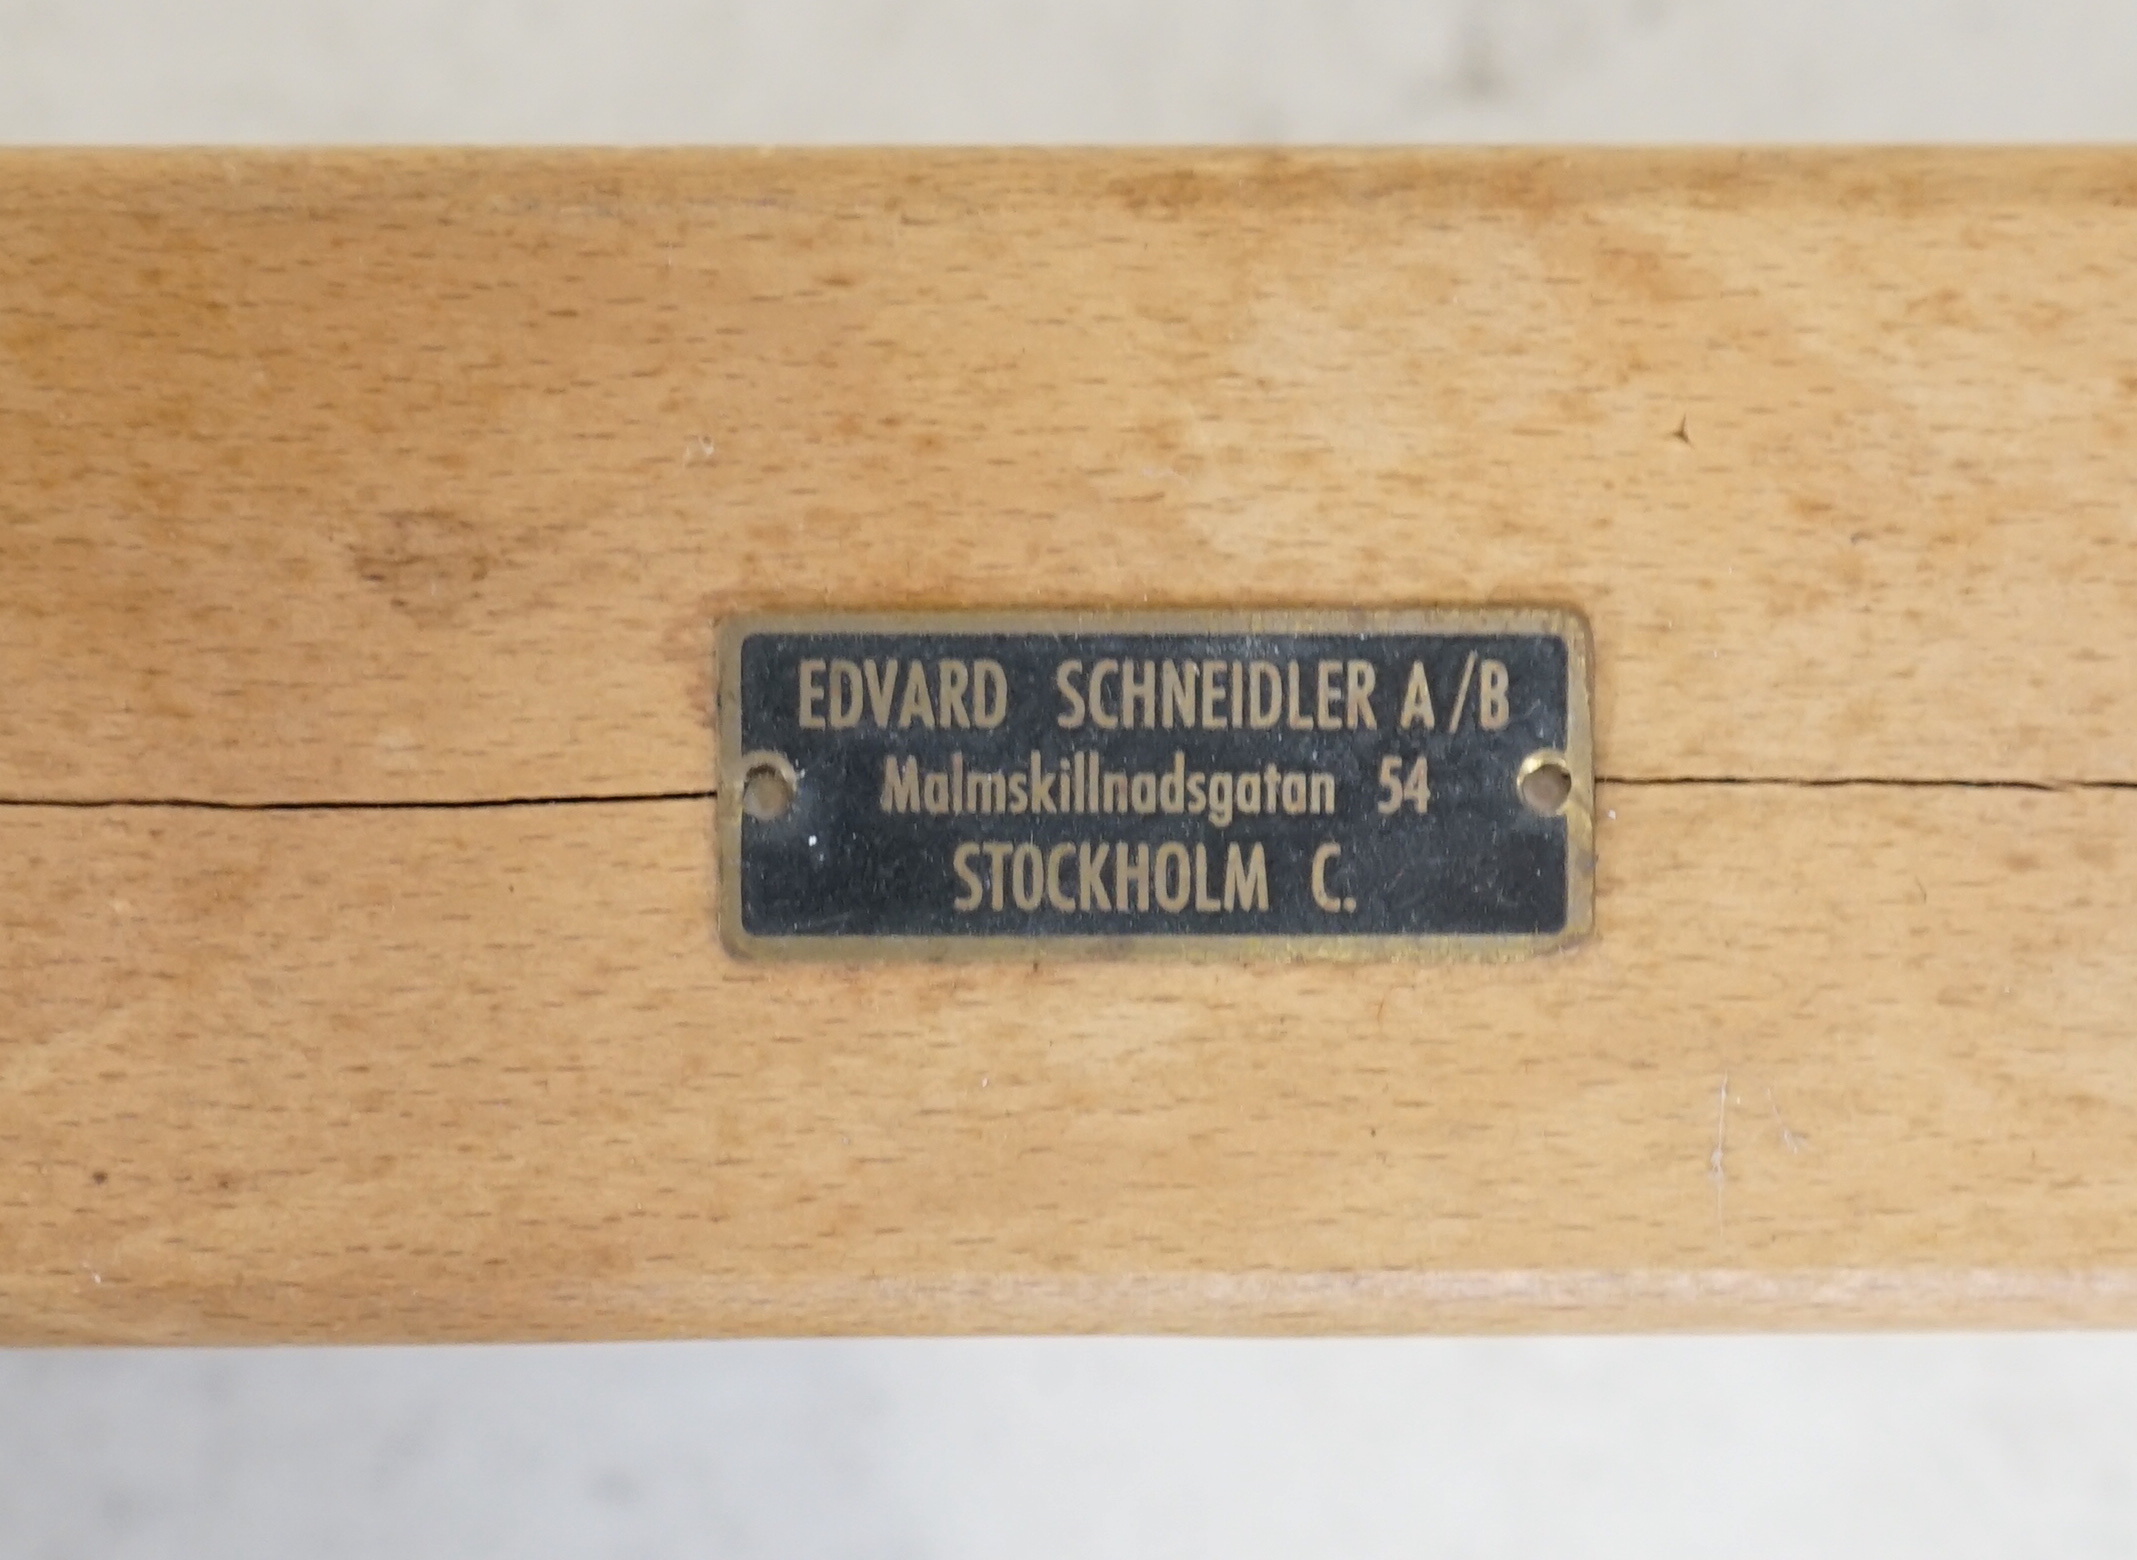 EDVARD SCHNEIDLER A/B
Malmskillnadsgatan 54
STOCKHOLM C.